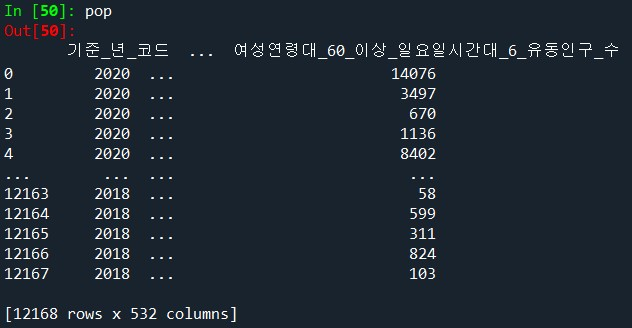 In [50]: pop
Out[50]:
기준_년_코드 ... 여성연령대_60_이상_일요일시간대_6_유동인구_수
0 2020 ... 14076
1 2020 ... 3497
2 2020 ... 670
3 2020 ... 1136
4 2020 ... 8402
... ... ... ...
12163 2018 ... 58
12164 2018 ... 599
12165 2018 ... 311
12166 2018 ... 824
12167 2018 ... 103
[12168 rows x 532 columns]